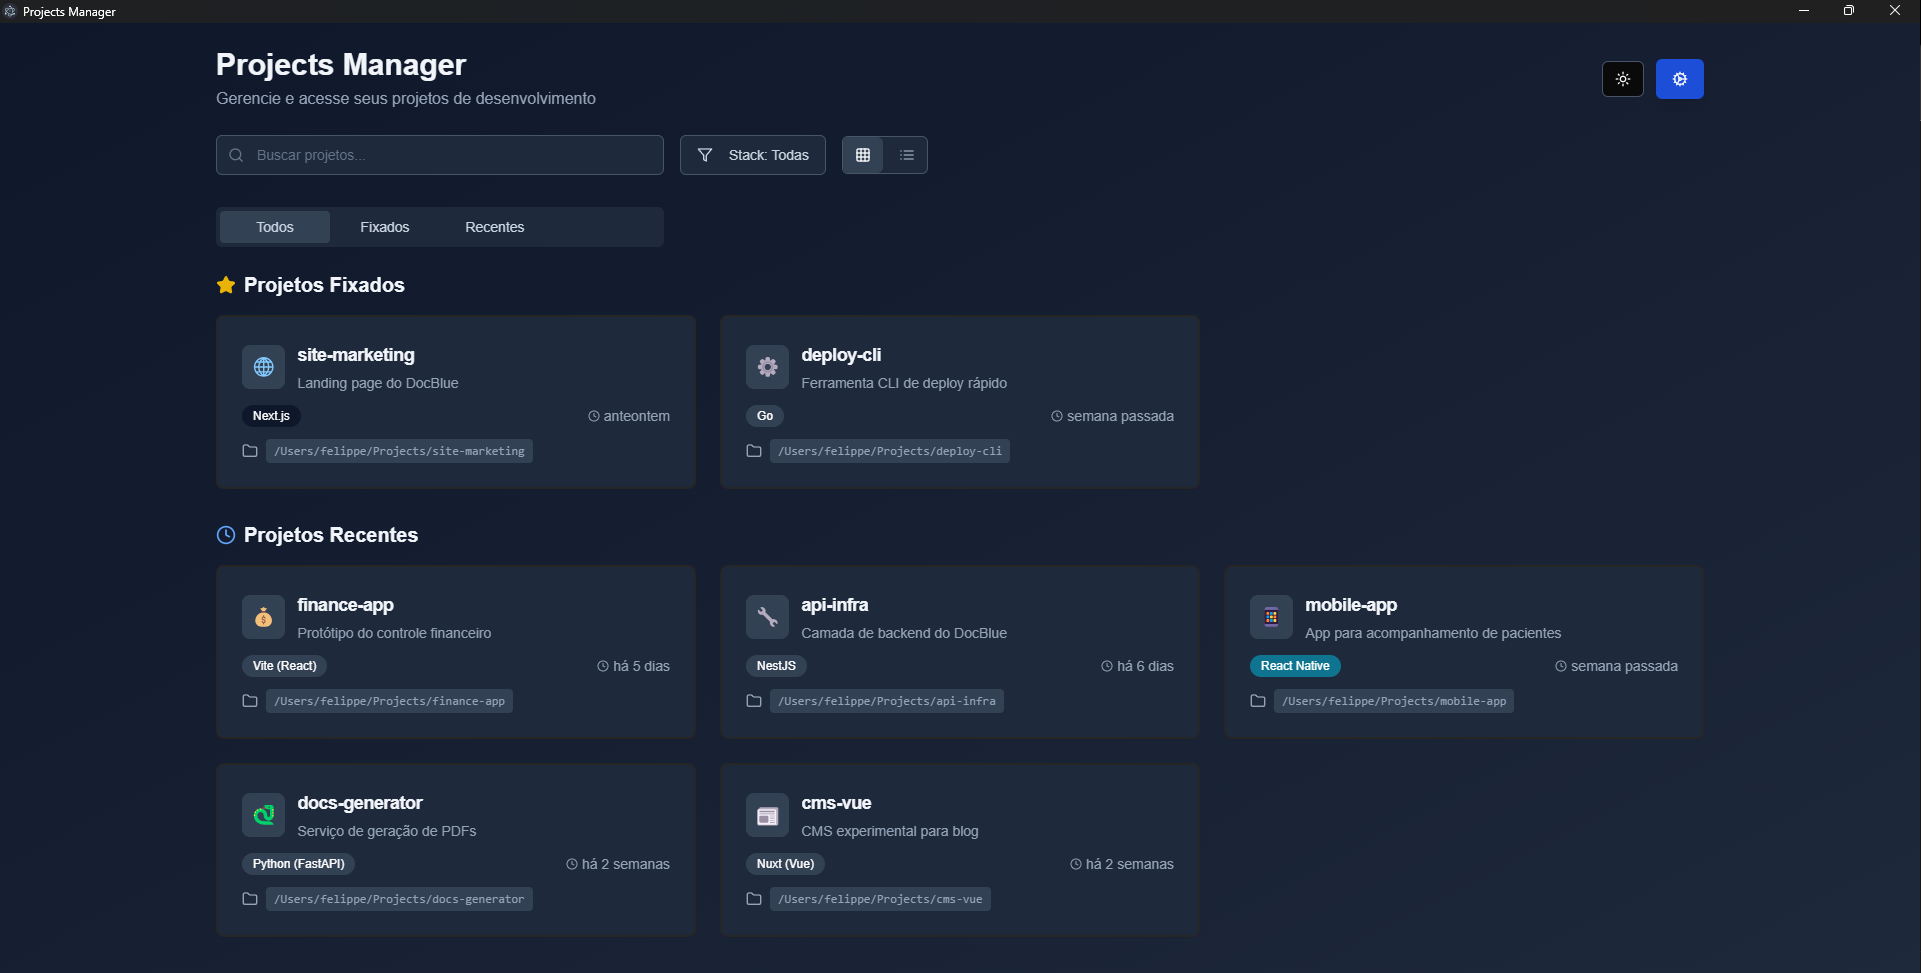 Projects Manager
Projects Manager
Gerencie e acesse seus projetos de desenvolvimento
Buscar projetos...
Stack: Todas
Todos
Fixados
Recentes
Projetos Fixados
site-marketing
Landing page do DocBlue
Next.js
anteontem
/Users/felippe/Projects/site-marketing
deploy-cli
Ferramenta CLI de deploy rápido
Go
semana passada
/Users/felippe/Projects/deploy-cli
Projetos Recentes
finance-app
Protótipo do controle financeiro
Vite (React)
há 5 dias
/Users/felippe/Projects/finance-app
api-infra
Camada de backend do DocBlue
NestJS
há 6 dias
/Users/felippe/Projects/api-infra
mobile-app
App para acompanhamento de pacientes
React Native
semana passada
/Users/felippe/Projects/mobile-app
docs-generator
Serviço de geração de PDFs
Python (FastAPI)
há 2 semanas
/Users/felippe/Projects/docs-generator
cms-vue
CMS experimental para blog
Nuxt (Vue)
há 2 semanas
/Users/felippe/Projects/cms-vue